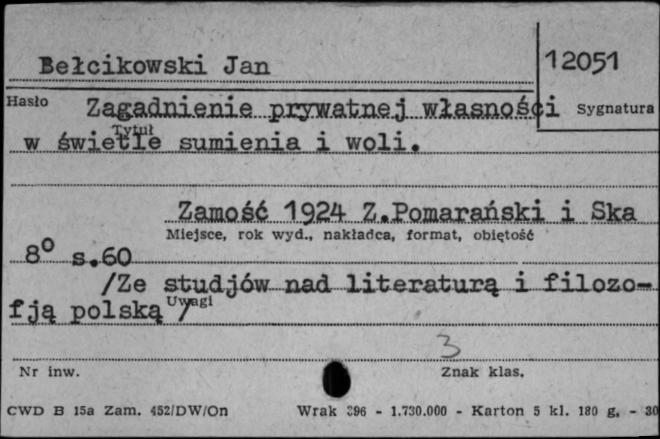 Bełcikowski Jan
12051
Hasło
Sygnatura
Zagadnienie prywatnej własności
Tytuł
w świetle sumienia i woli.
Zamość 1924 Z.Pomarański i Ska
Miejsce, rok wyd., nakładca, format, objętość
8° s.60
/Ze studjów nad literaturą i filozo-
fją polską /
Uwagi
3
Nr inw.
Znak klas.
CWD B 15a Zam. 452/DW/On
Wrak 396 - 1.730.000 - Karton 5 kl. 180 g. - 30